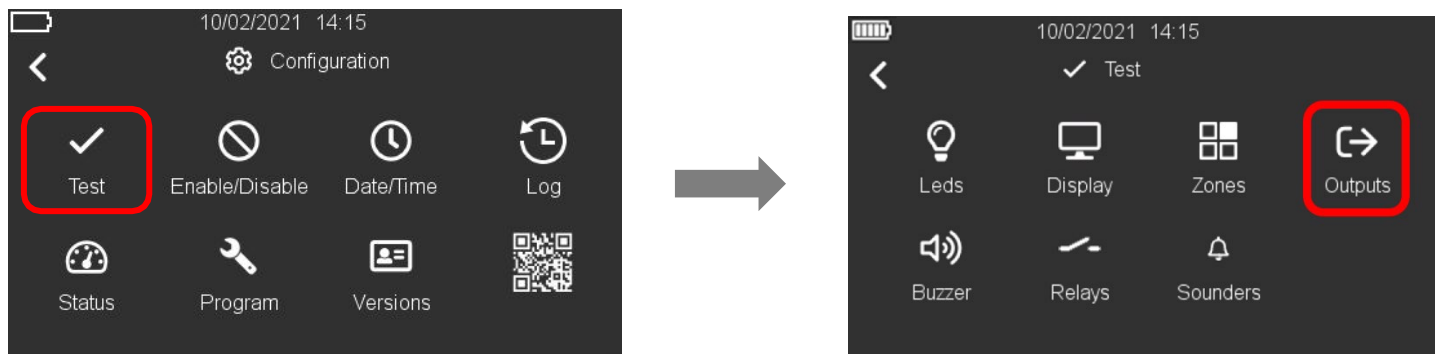 10/02/2021 14:15
Configuration
Test Enable/Disable Date/Time Log
Status Program Versions
10/02/2021 14:15
Test
Leds Display Zones Outputs
Buzzer Relays Sounders